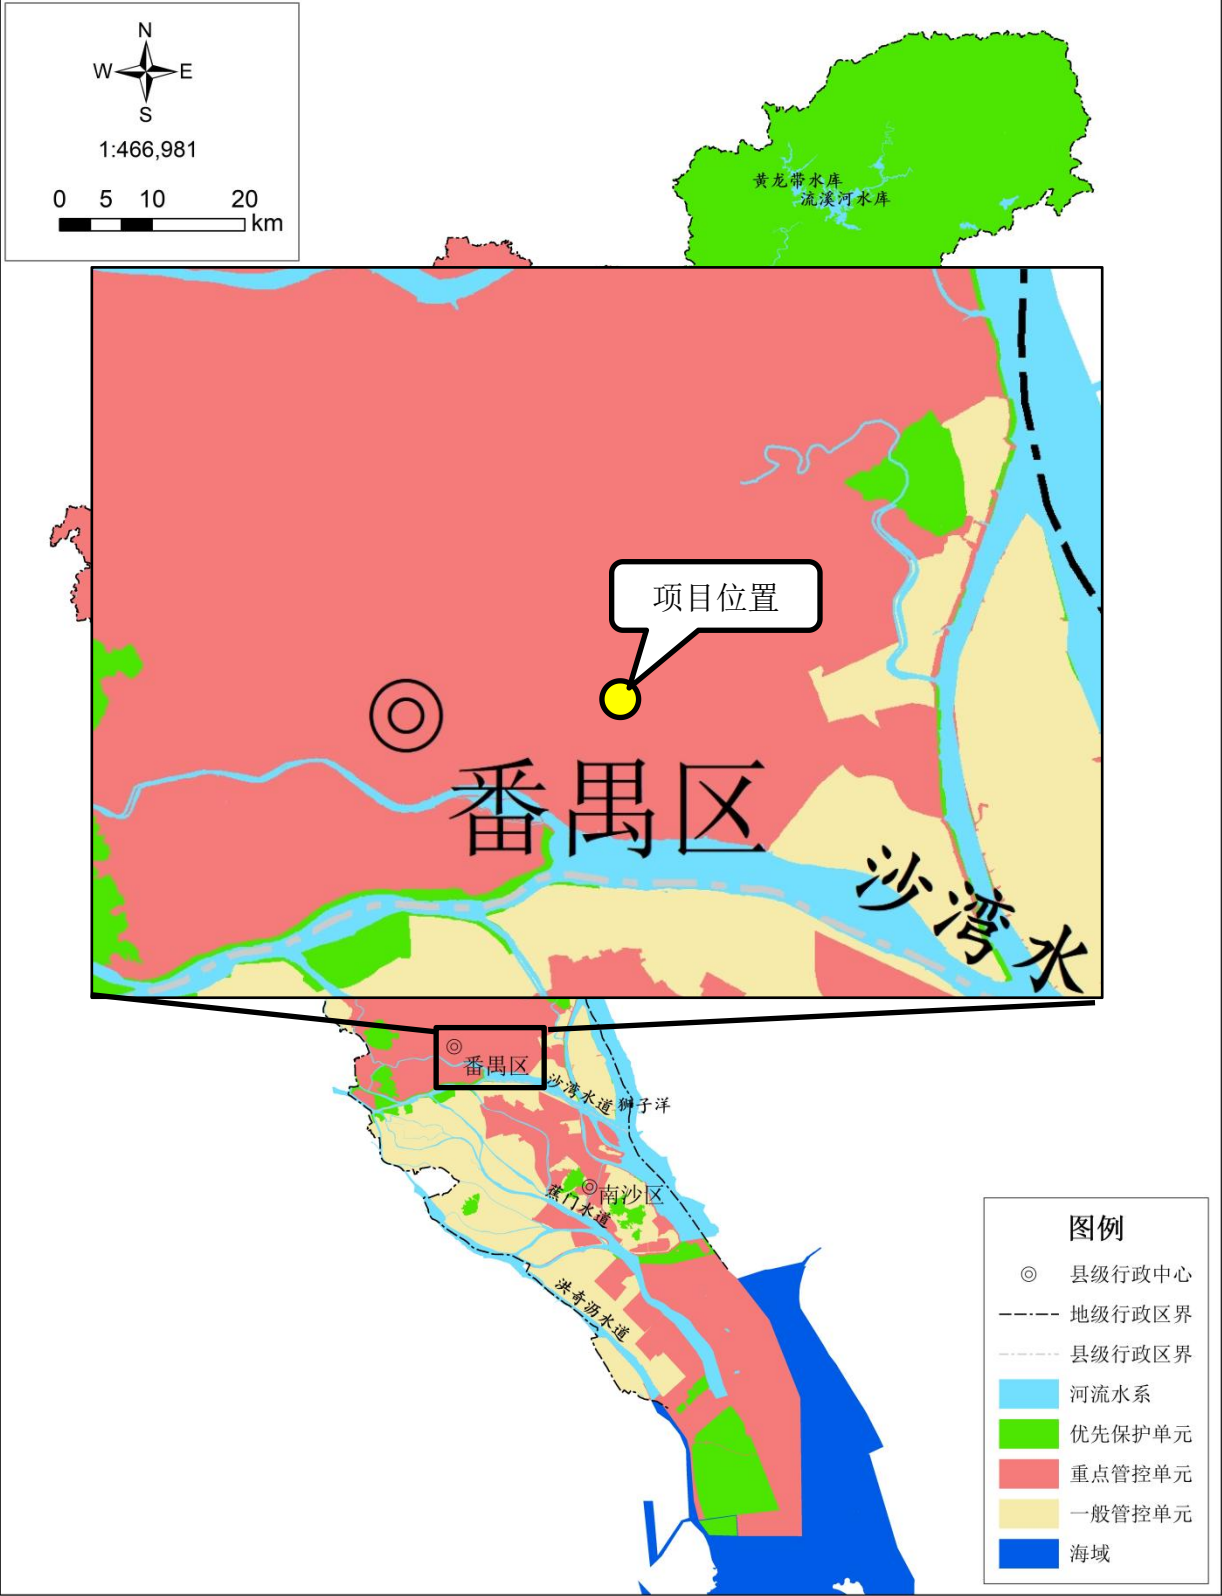 N
W E
S
1:466,981
0 5 10 20
km
黄龙带水库
流溪河水库
项目位置
番禺区
沙湾水
番禺区
沙湾水道
狮子洋
南沙区
蕉门水道
洪奇沥水道
图例
县级行政中心
地级行政区界
县级行政区界
河流水系
优先保护单元
重点管控单元
一般管控单元
海域